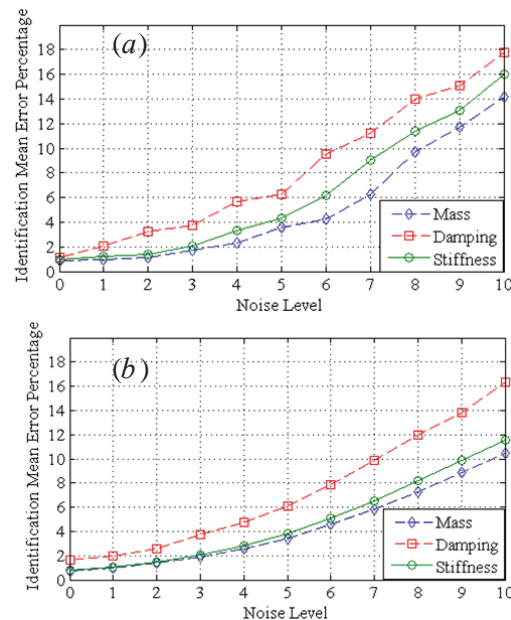 (a)
Identification Mean Error Percentage
18
16
14
12
10
8
6
4
2
0
0 1 2 3 4 5 6 7 8 9 10
Noise Level
Mass
Damping
Stiffness
(b)
Identification Mean Error Percentage
18
16
14
12
10
8
6
4
2
0
0 1 2 3 4 5 6 7 8 9 10
Noise Level
Mass
Damping
Stiffness